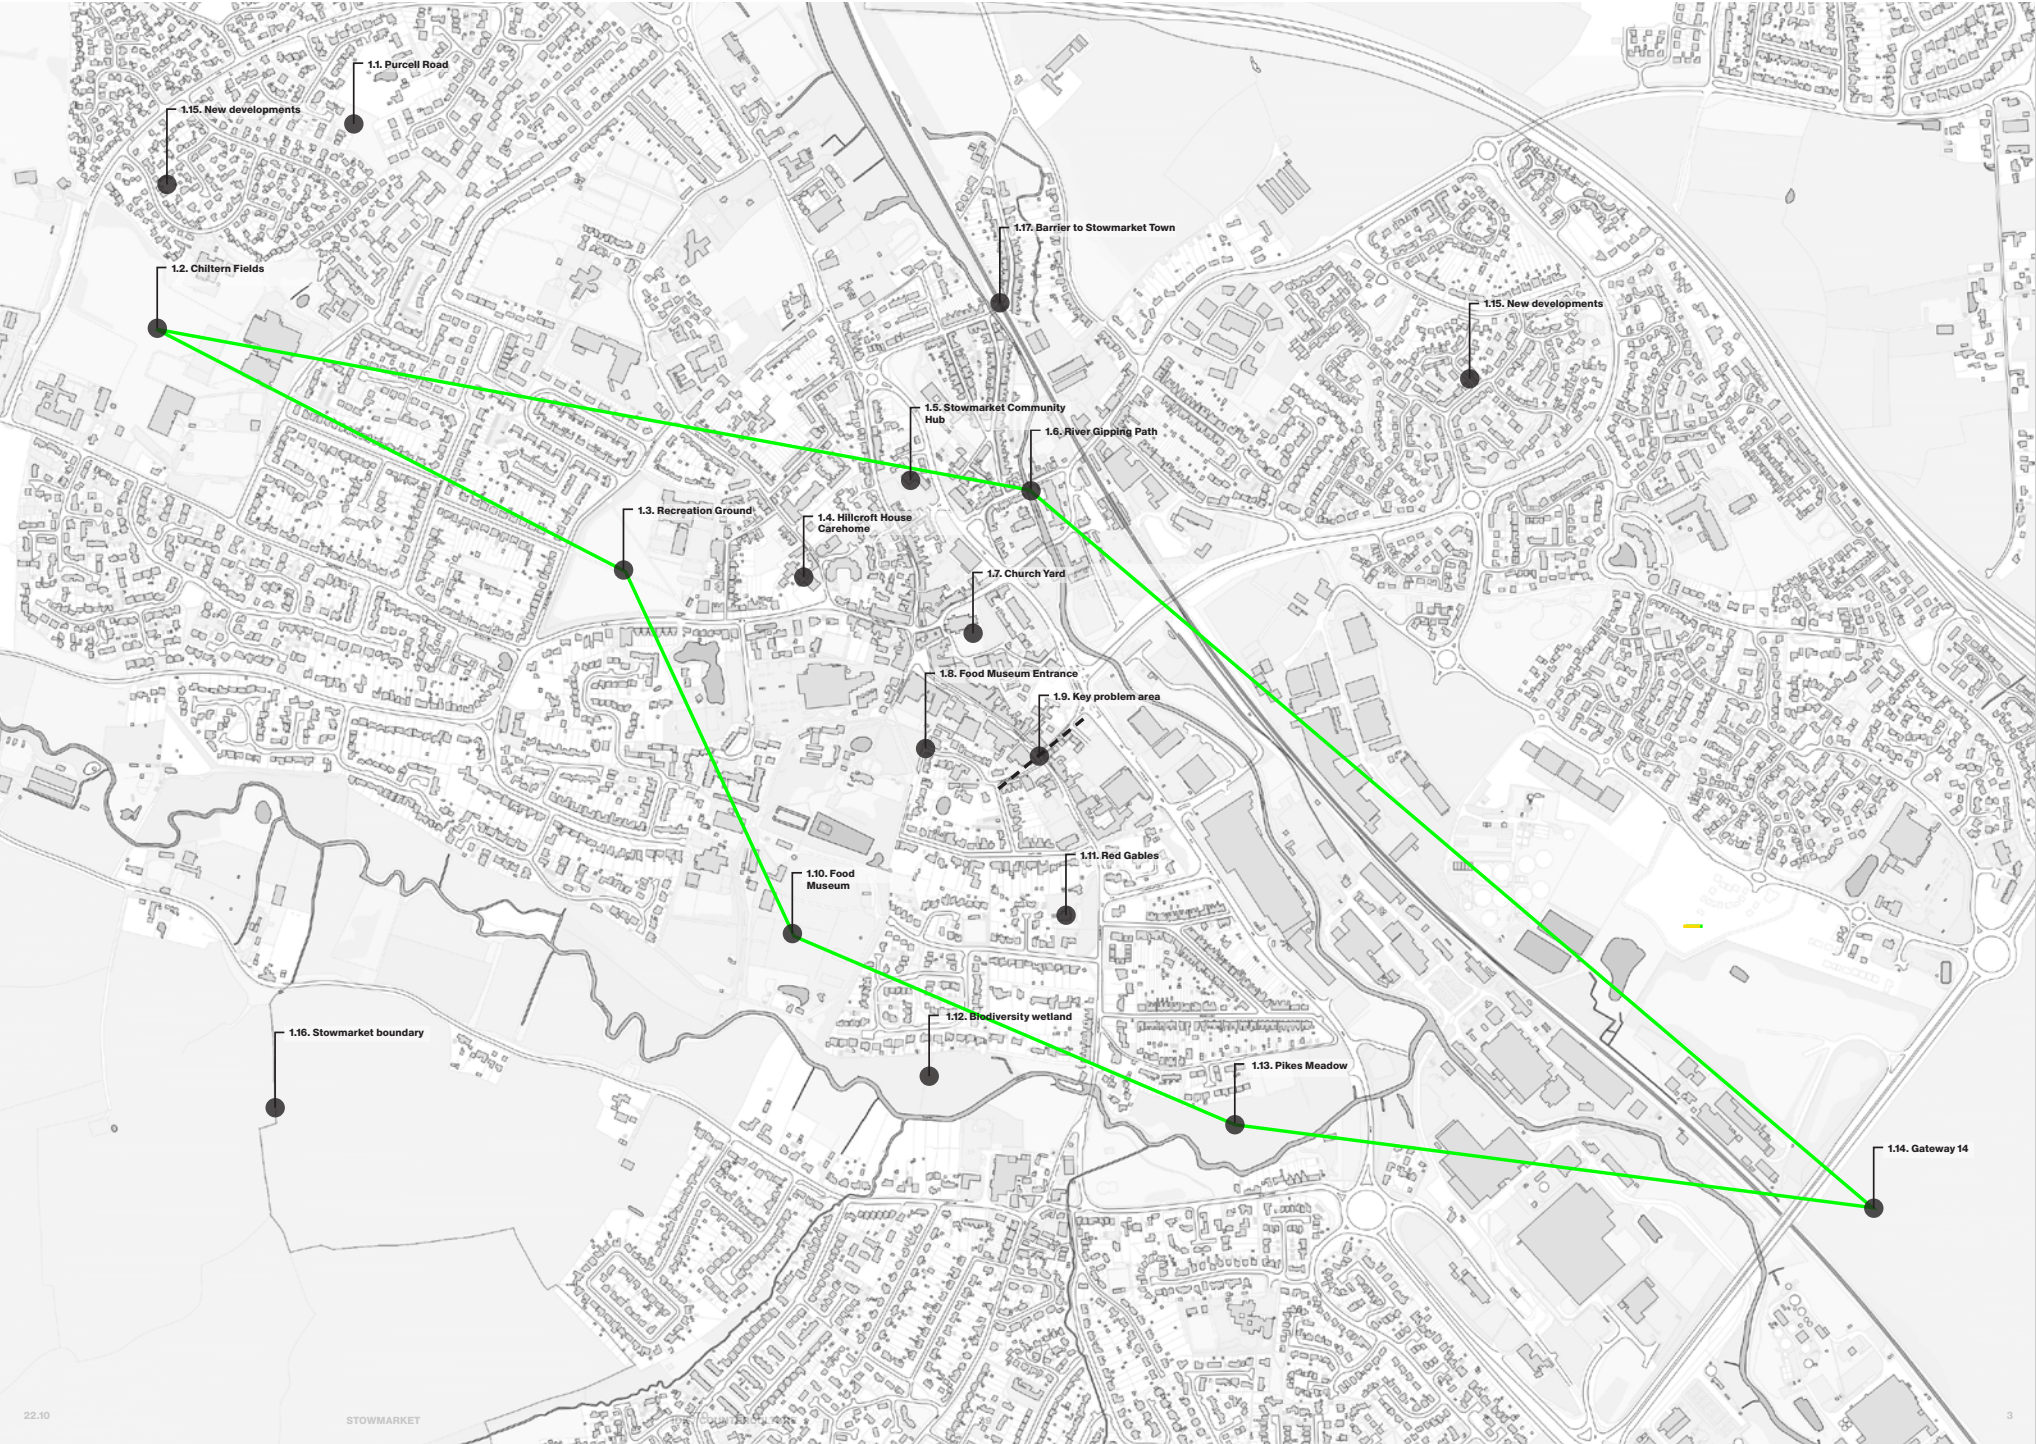 1.1. Purcell Road
1.15. New developments
1.17. Barrier to Stowmarket Town
1.2. Chiltern Fields
1.15. New developments
1.5. Stowmarket Community
Hub
1.6. River Gipping Path
1.3. Recreation Ground
1.4. Hillcroft House
Carehome
1.7. Church Yard
1.8. Food Museum Entrance
1.9. Key problem area
1.11. Red Gables
1.10. Food
Museum
1.12. Biodiversity wetland
1.16. Stowmarket boundary
1.13. Pikes Meadow
1.14. Gateway 14
22.10
STOWMARKET
3